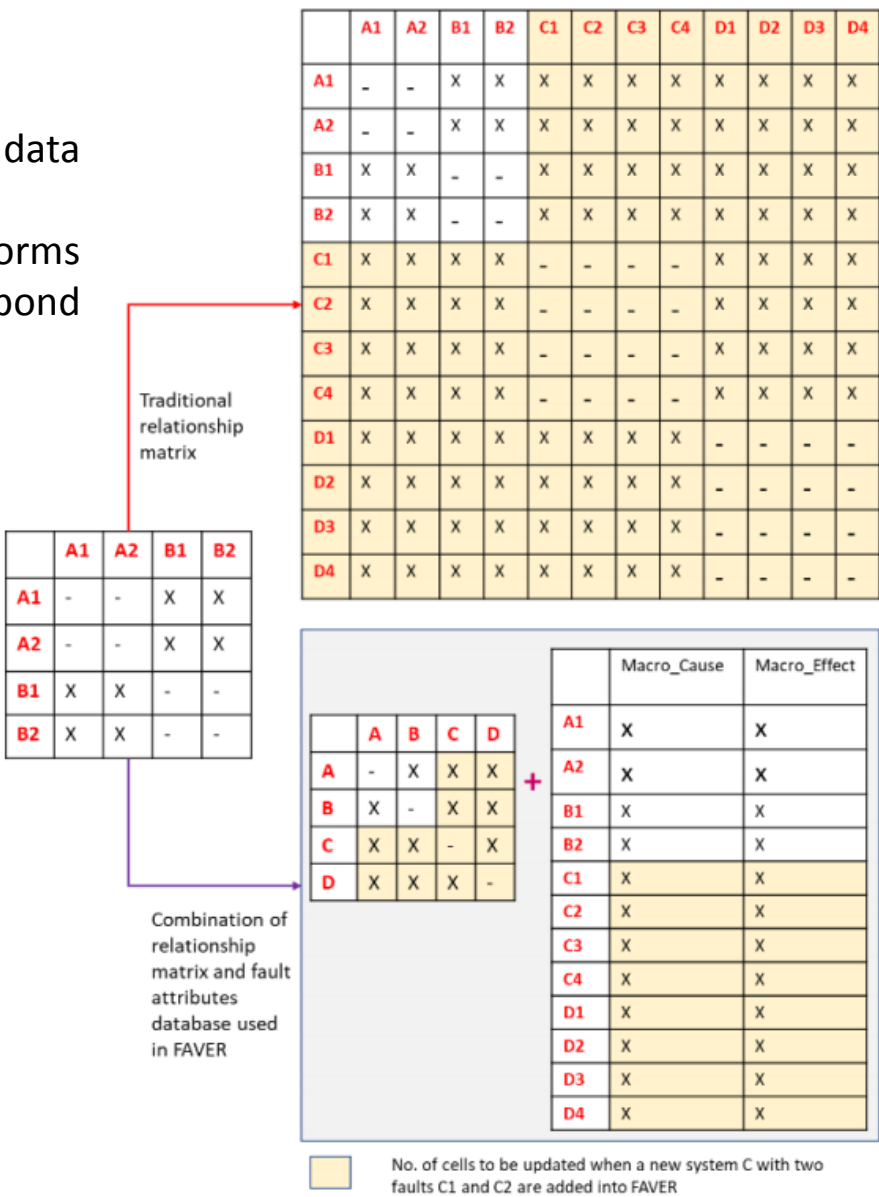 data
orms
pond
A1 A2 B1 B2 C1 C2 C3 C4 D1 D2 D3 D4
A1 - - X X X X X X X X X X
A2 - - X X X X X X X X X X
B1 X X - - X X X X X X X X
B2 X X - - X X X X X X X X
C1 X X X X - - - - X X X X
C2 X X X X - - - - X X X X
C3 X X X X - - - - X X X X
C4 X X X X - - - - X X X X
D1 X X X X X X X X - - - -
D2 X X X X X X X X - - - -
D3 X X X X X X X X - - - -
D4 X X X X X X X X - - - -
Traditional
relationship
matrix
A1 A2 B1 B2
A1 - - X X
A2 - - X X
B1 X X - -
B2 X X - -
Combination of
relationship
matrix and fault
attributes
database used
in FAVER
A B C D
A - X X X
B X - X X
C X X - X
D X X X -
+
Macro_Cause Macro_Effect
A1 X X
A2 X X
B1 X X
B2 X X
C1 X X
C2 X X
C3 X X
C4 X X
D1 X X
D2 X X
D3 X X
D4 X X
No. of cells to be updated when a new system C with two
faults C1 and C2 are added into FAVER